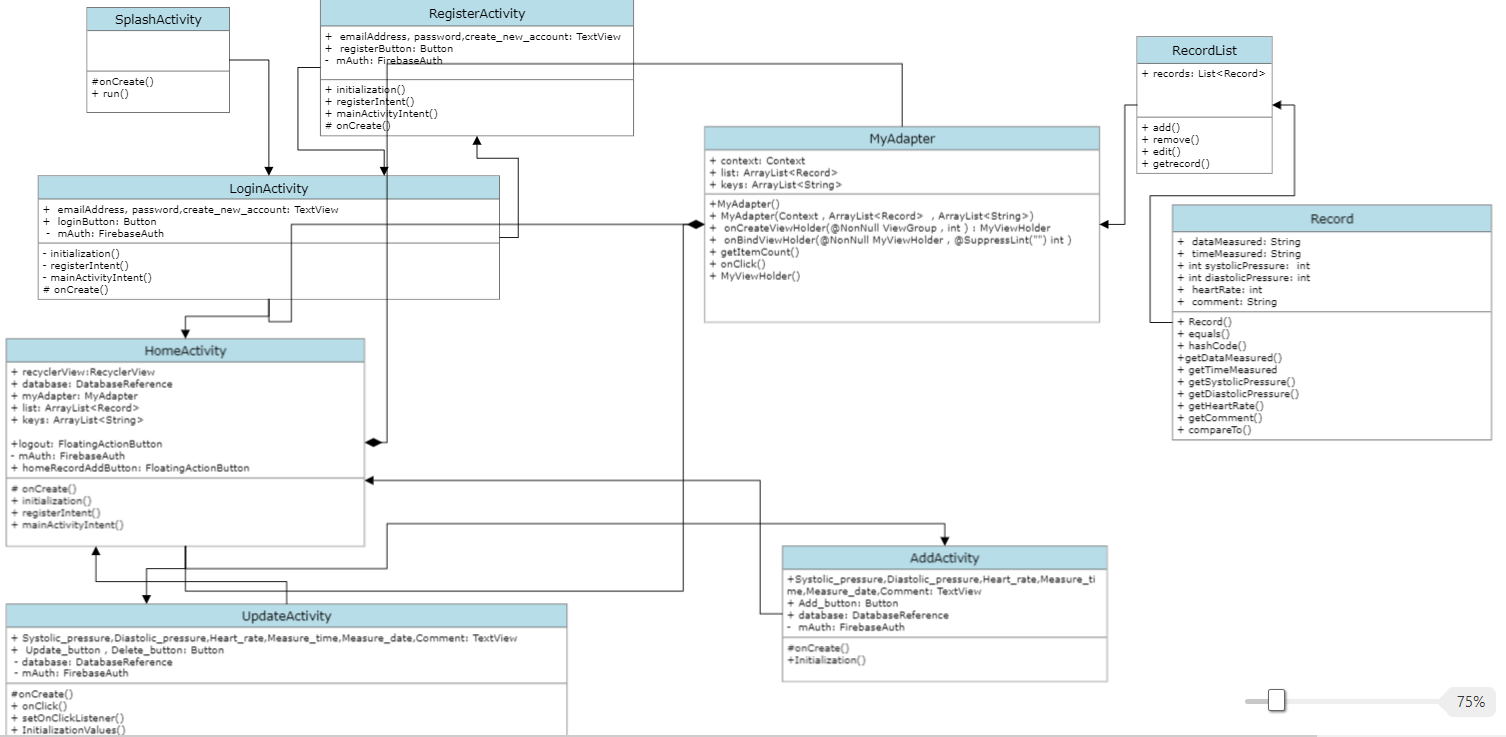 SplashActivity
#onCreate()
+ run()
RegisterActivity
+ emailAddress, password,create_new_account: TextView
+ registerButton: Button
- mAuth: FirebaseAuth
+ initialization()
+ registerIntent()
+ mainActivityIntent()
# onCreate()
RecordList
+ records: List<Record>
+ add()
+ remove()
+ edit()
+ getrecord()
MyAdapter
+ context: Context
+ list: ArrayList<Record>
+ keys: ArrayList<String>
+MyAdapter()
+ MyAdapter(Context , ArrayList<Record> , ArrayList<String>)
+ onCreateViewHolder(@NonNull ViewGroup , int ) : MyViewHolder
+ onBindViewHolder(@NonNull MyViewHolder , @SuppressLint("") int )
+ getItemCount()
+ onClick()
+ MyViewHolder()
LoginActivity
+ emailAddress, password,create_new_account: TextView
+ loginButton: Button
- mAuth: FirebaseAuth
- initialization()
- registerIntent()
- mainActivityIntent()
# onCreate()
Record
+ dataMeasured: String
+ timeMeasured: String
+ int systolicPressure: int
+ int diastolicPressure: int
+ heartRate: int
+ comment: String
+ Record()
+ equals()
+ hashCode()
+getDataMeasured()
+ getTimeMeasured
+ getSystolicPressure()
+ getDiastolicPressure()
+ getHeartRate()
+ getComment()
+ compareTo()
HomeActivity
+ recyclerView:RecyclerView
+ database: DatabaseReference
+ myAdapter: MyAdapter
+ list: ArrayList<Record>
+ keys: ArrayList<String>
+logout: FloatingActionButton
- mAuth: FirebaseAuth
+ homeRecordAddButton: FloatingActionButton
# onCreate()
+ initialization()
+ registerIntent()
+ mainActivityIntent()
AddActivity
+Systolic_pressure,Diastolic_pressure,Heart_rate,Measure_ti
me,Measure_date,Comment: TextView
+ Add_button: Button
+ database: DatabaseReference
- mAuth: FirebaseAuth
#onCreate()
+Initialization()
UpdateActivity
+ Systolic_pressure,Diastolic_pressure,Heart_rate,Measure_time,Measure_date,Comment: TextView
+ Update_button , Delete_button: Button
- database: DatabaseReference
- mAuth: FirebaseAuth
#onCreate()
+ onClick()
+ setOnClickListener()
+ InitializationValues()
75%